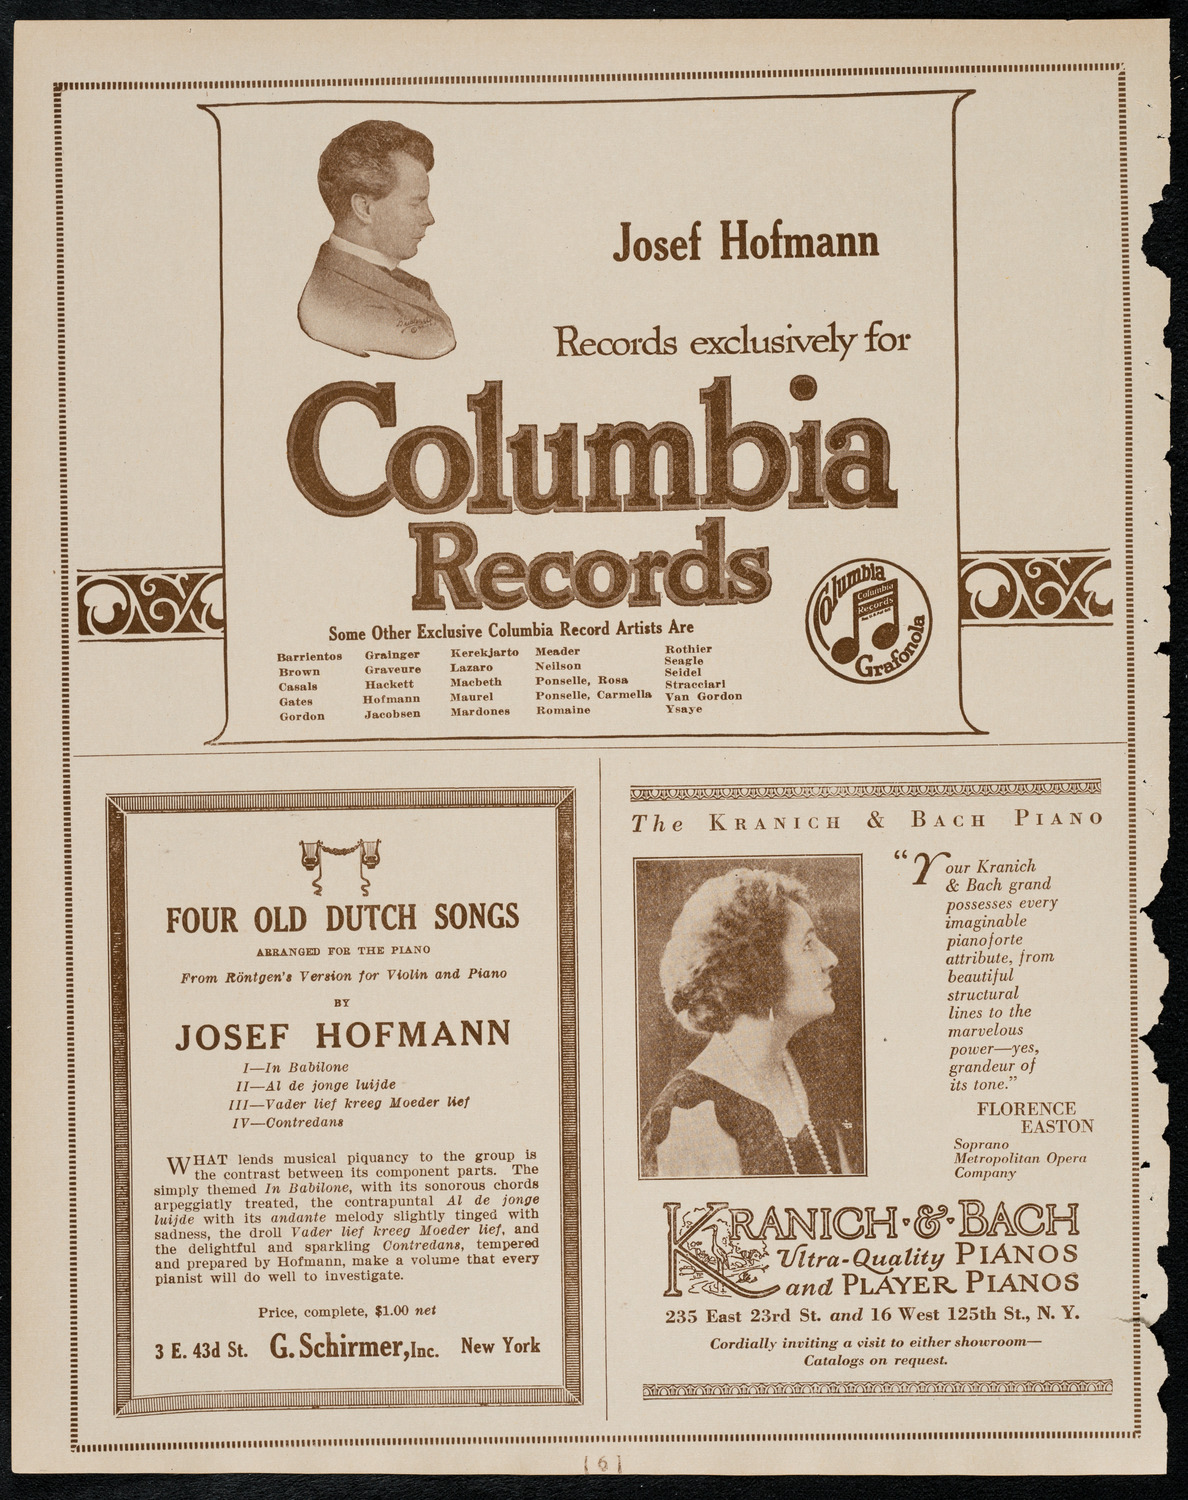 Josef Hofmann
Records exclusively for
Columbia
Records
Columbia
Columbia
Records
Grafonola
Some Other Exclusive Columbia Record Artists Are
Barrientos
Brown
Casals
Gates
Gordon
Grainger
Graveure
Hackett
Hofmann
Jacobsen
Kerekjarto
Lazaro
Macbeth
Maurel
Mardones
Meader
Neilson
Ponselle, Rosa
Ponselle, Carmella
Romaine
Rothier
Seagle
Seidel
Stracciari
Van Gordon
Ysaye
FOUR OLD DUTCH SONGS
ARRANGED FOR THE PIANO
From Röntgen's Version for Violin and Piano
BY
JOSEF HOFMANN
I—In Babilone
II—Al de jonge luijde
III—Vader lief kreeg Moeder lief
IV—Contredans
WHAT lends musical piquancy to the group is
the contrast between its component parts. The
simply themed In Babilone, with its sonorous chords
arpeggiatly treated, the contrapuntal Al de jonge
luijde with its andante melody slightly tinged with
sadness, the droll Vader lief kreeg Moeder lief, and
the delightful and sparkling Contredans, tempered
and prepared by Hofmann, make a volume that every
pianist will do well to investigate.
Price, complete, $1.00 net
3 E. 43d St. G. Schirmer, Inc. New York
The KRANICH & BACH PIANO
"Your Kranich
& Bach grand
possesses every
imaginable
pianoforte
attribute, from
beautiful
structural
lines to the
marvelous
power—yes,
grandeur of
its tone."
FLORENCE
EASTON
Soprano
Metropolitan Opera
Company
KRANICH·&·BACH
Ultra-Quality PIANOS
and PLAYER PIANOS
235 East 23rd St. and 16 West 125th St., N. Y.
Cordially inviting a visit to either showroom—
Catalogs on request.
[6]